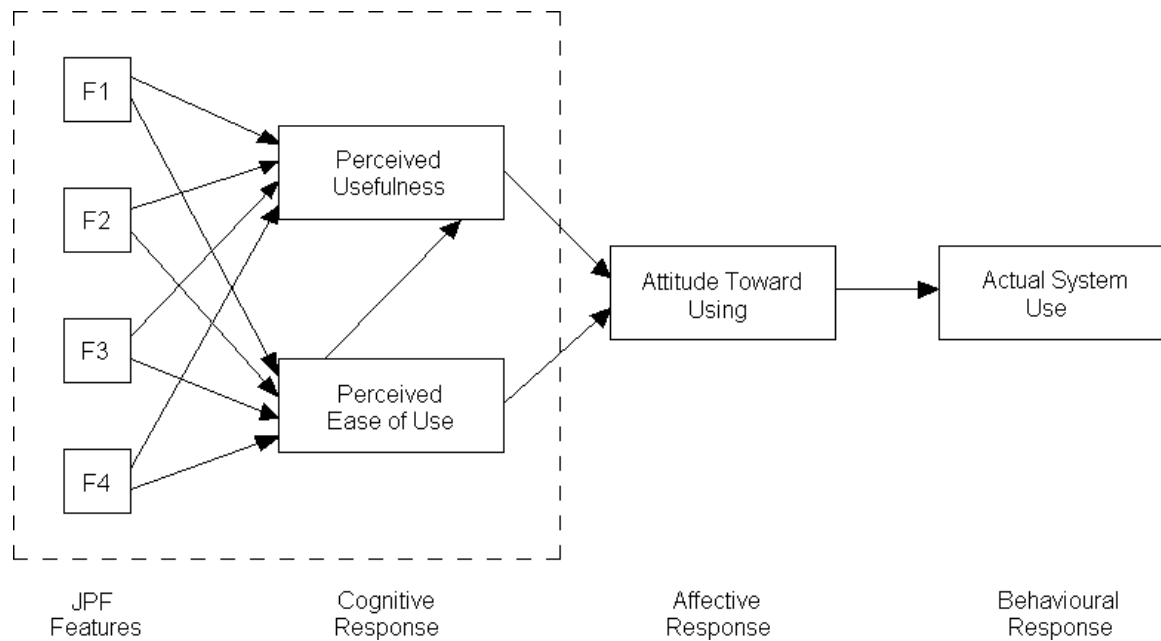 F1
F2
F3
F4
Perceived
Usefulness
Perceived
Ease of Use
Attitude Toward
Using
Actual System
Use
JPF
Features
Cognitive
Response
Affective
Response
Behavioural
Response